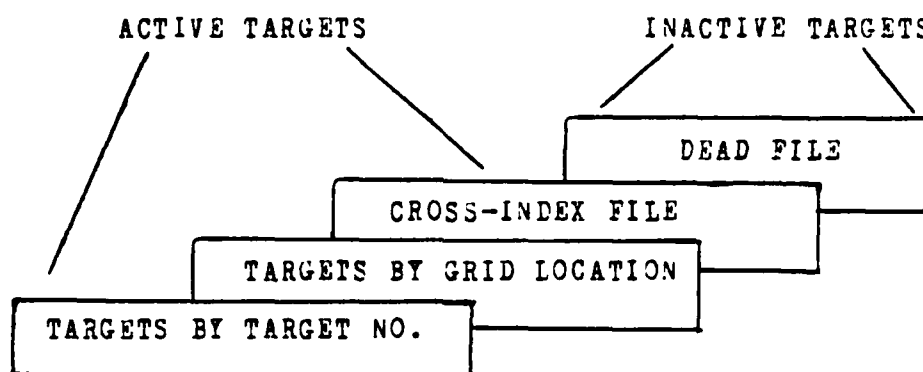 ACTIVE TARGETS
INACTIVE TARGETS
DEAD FILE
CROSS-INDEX FILE
TARGETS BY GRID LOCATION
TARGETS BY TARGET NO.